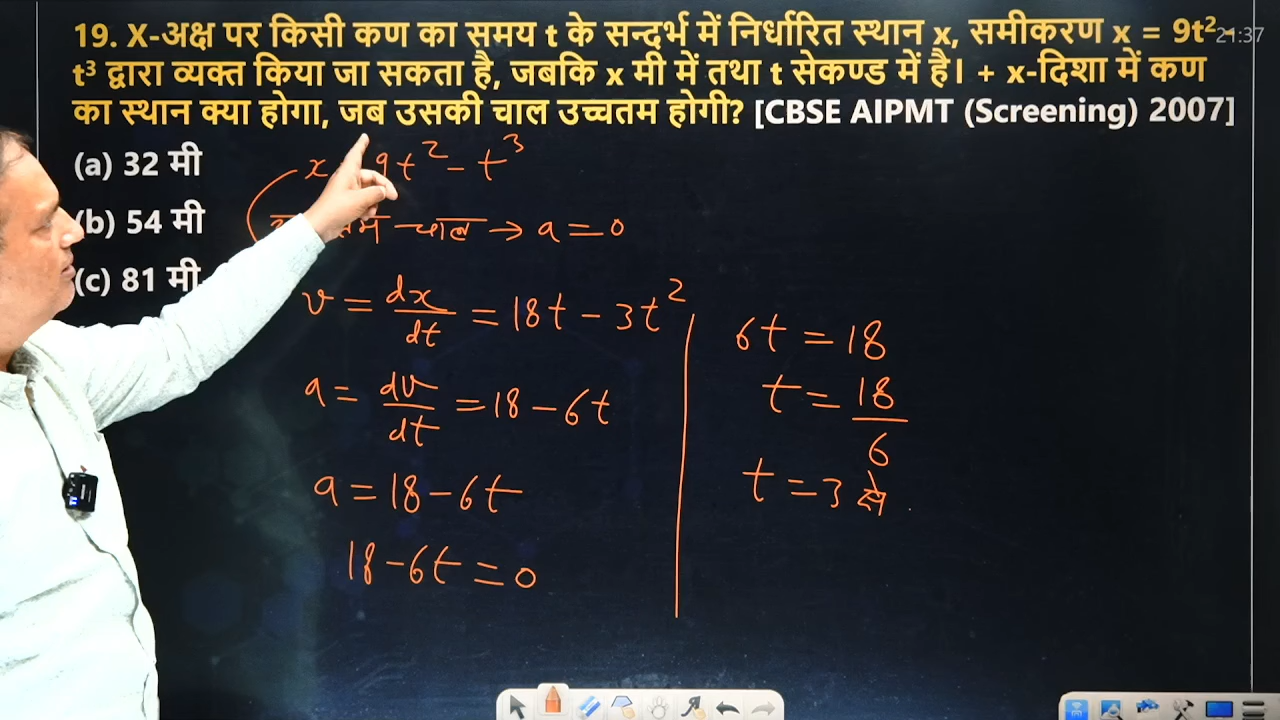 19. X-अक्ष पर किसी कण का समय t के सन्दर्भ में निर्धारित स्थान x, समीकरण x = 9t² -
21:37
t³ द्वारा व्यक्त किया जा सकता है, जबकि x मी में तथा t सेकण्ड में है। + x-दिशा में कण
का स्थान क्या होगा, जब उसकी चाल उच्चतम होगी? [CBSE AIPMT (Screening) 2007]
(a) 32 मी
x 9t² - t³
(b) 54 मी
चाल → a = 0
(c) 81 मी
v = dx/dt = 18t - 3t²
a = dv/dt = 18 - 6t
a = 18 - 6t
18 - 6t = 0
6t = 18
t = 18/6
t = 3 से